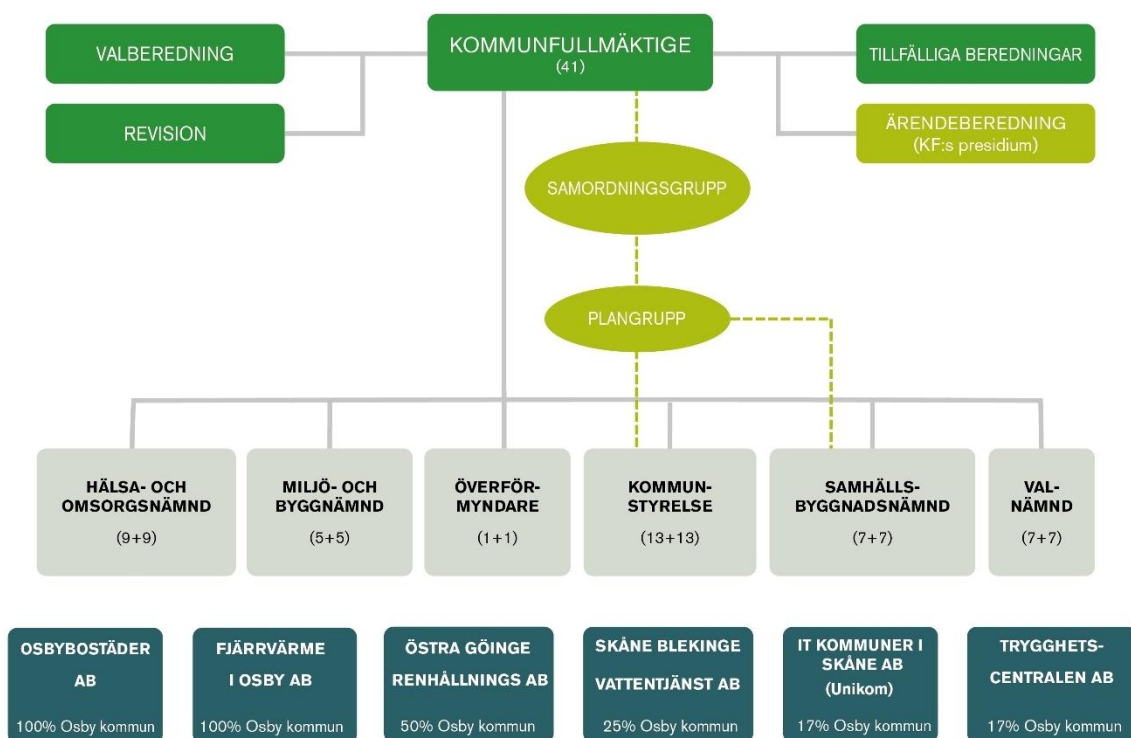 VALBEREDNING
KOMMUNFULLMÄKTIGE
(41)
TILLFÄLLIGA BEREDNINGAR
REVISION
ÄRENDEBEREDNING
(KF:s presidium)
SAMORDNINGSGRUPP
PLANGRUPP
HÄLSA- OCH
OMSORGSNÄMND
(9+9)
MILJÖ- OCH
BYGGNÄMND
(5+5)
ÖVERFÖR-
MYNDARE
(1+1)
KOMMUN-
STYRELSE
(13+13)
SAMHÄLLS-
BYGGNADSNÄMND
(7+7)
VAL-
NÄMND
(7+7)
OSBYBOSTÄDER
AB
100% Osby kommun
FJÄRRVÄRME
I OSBY AB
100% Osby kommun
ÖSTRA GÖINGE
RENHÅLLNINGS AB
50% Osby kommun
SKÅNE BLEKINGE
VATTENTJÄNST AB
25% Osby kommun
IT KOMMUNER I
SKÅNE AB
(Unikom)
17% Osby kommun
TRYGGHETS-
CENTRALEN AB
17% Osby kommun